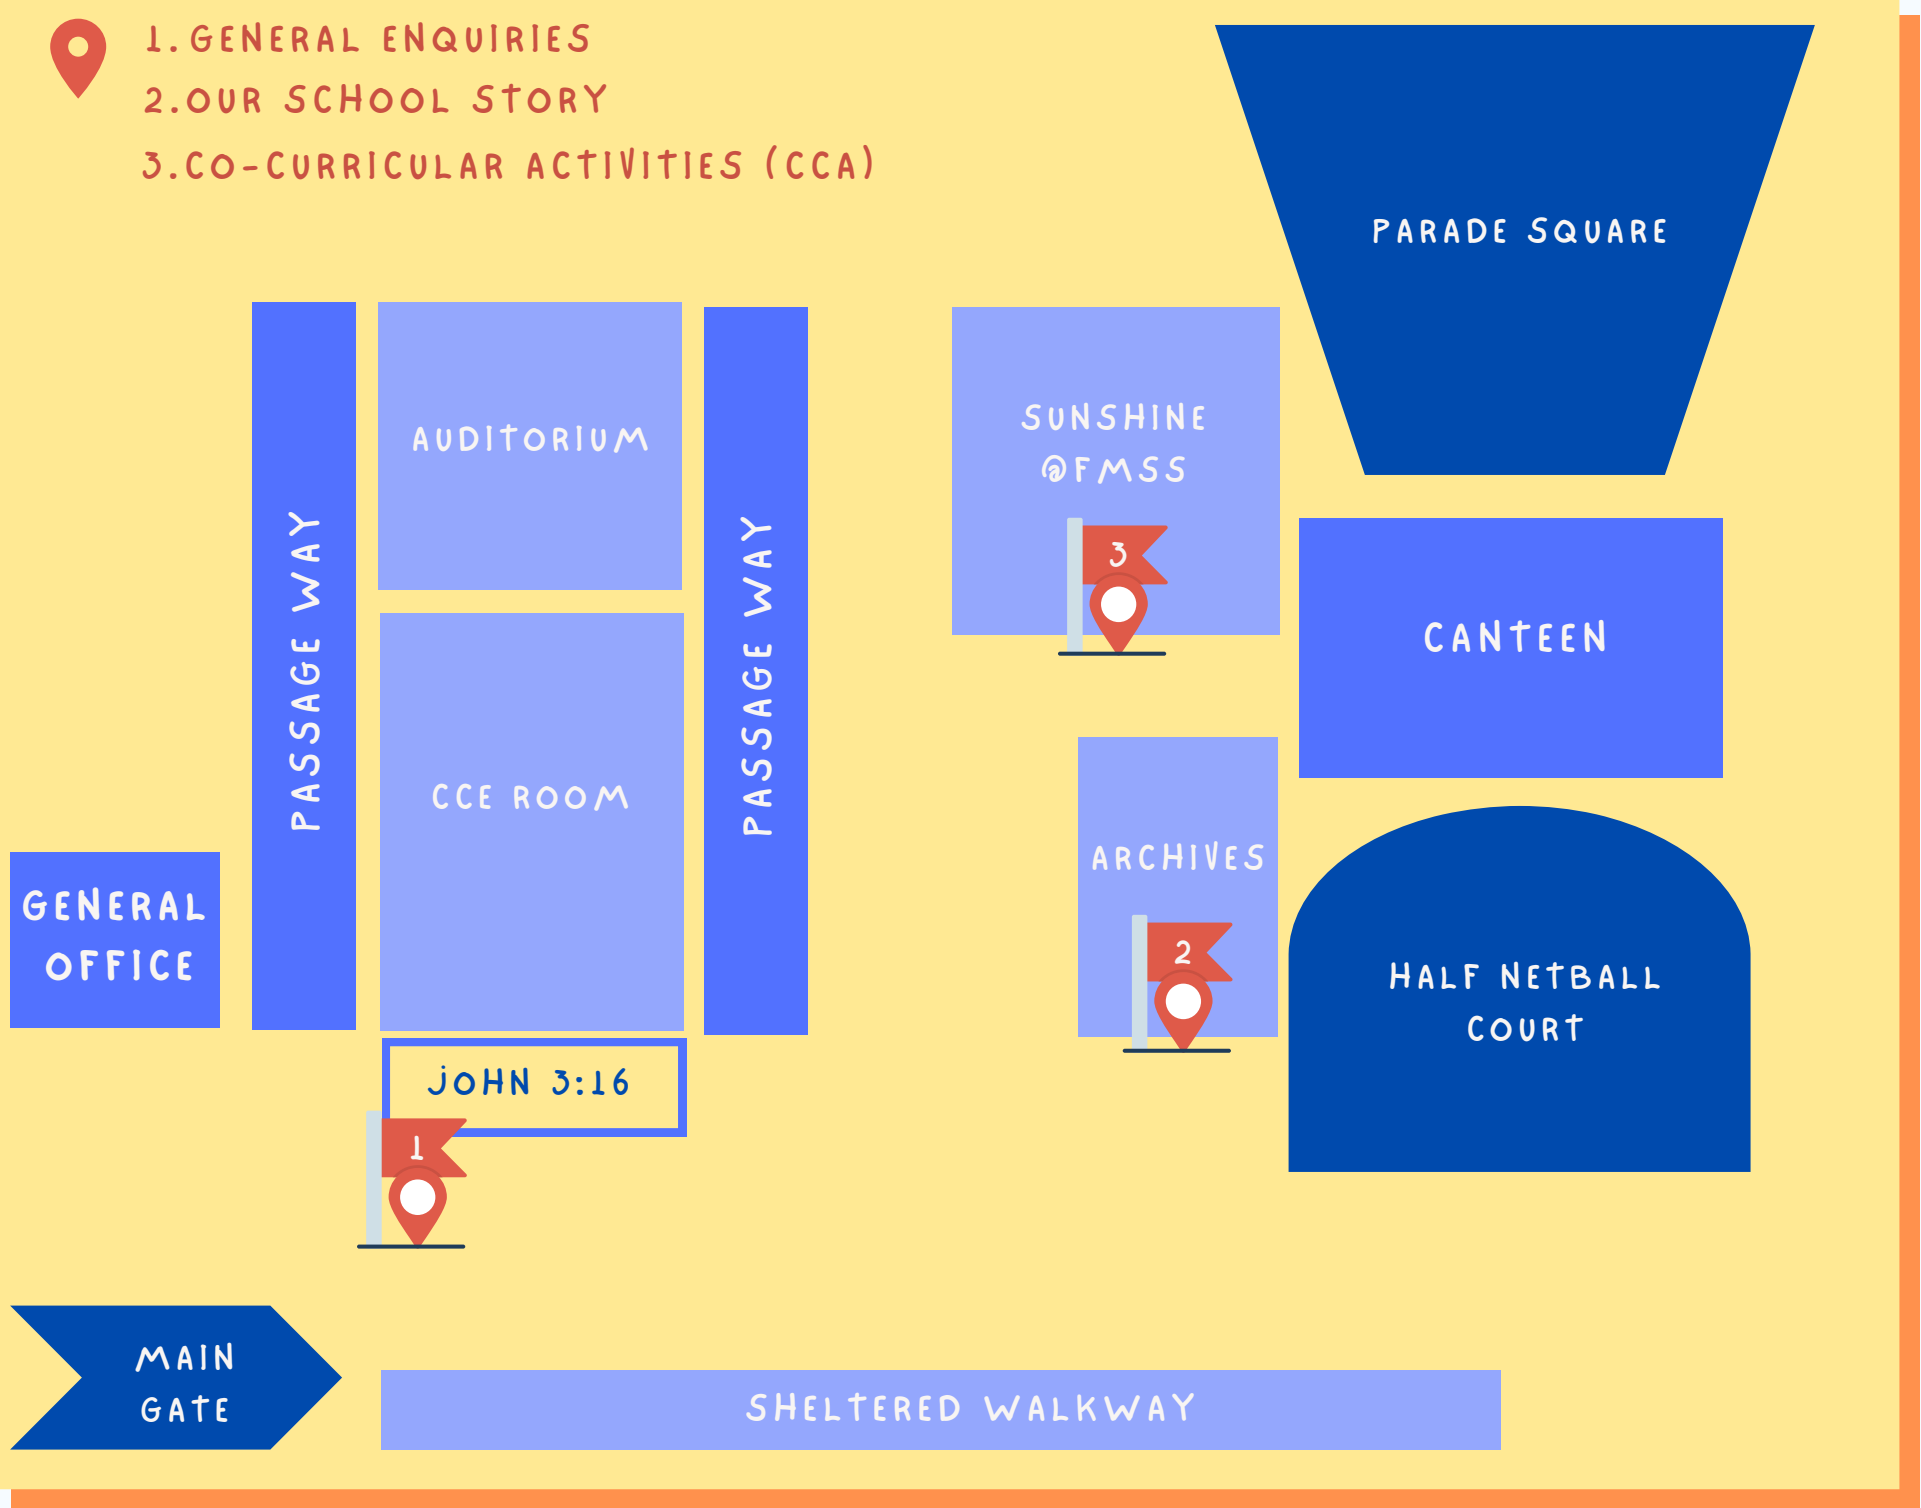 1. GENERAL ENQUIRIES
2.OUR SCHOOL STORY
3.CO-CURRICULAR ACTIVITIES (CCA)
PARADE SQUARE
AUDITORIUM
SUNSHINE
@FMSS
3
PASSAGE WAY
PASSAGE WAY
CANTEEN
CCE ROOM
ARCHIVES
2
GENERAL
OFFICE
HALF NETBALL
COURT
JOHN 3:16
1
MAIN
GATE
SHELTERED WALKWAY